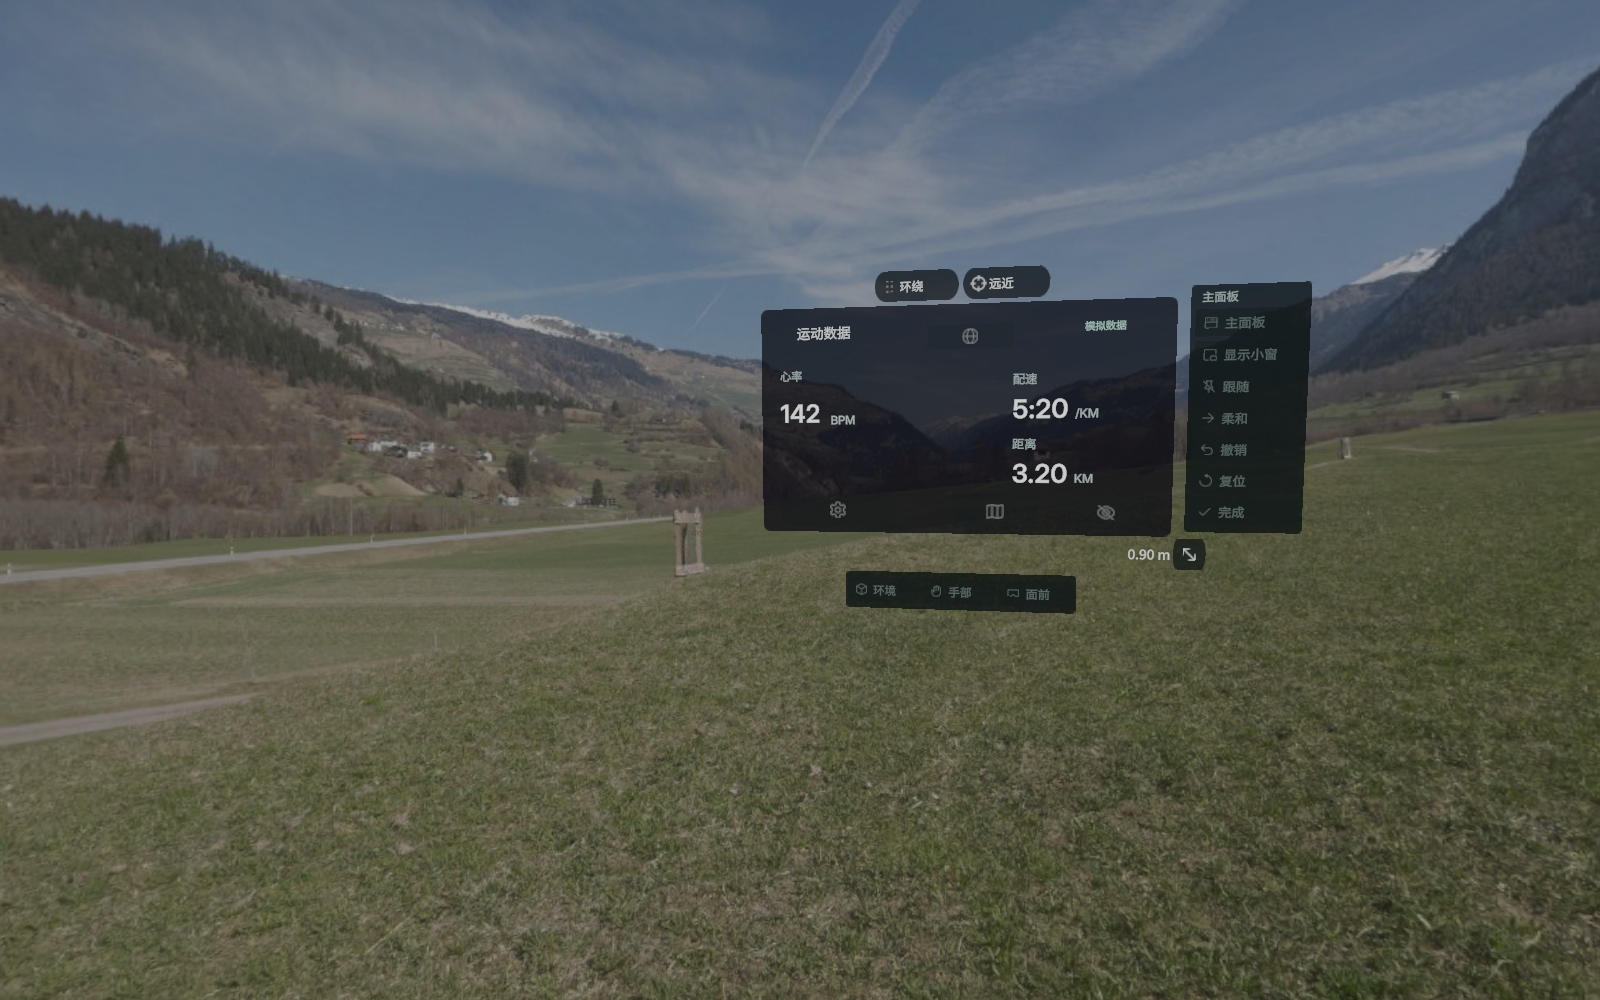 环绕
远近
运动数据
模拟数据
心率
142 BPM
配速
5:20 /KM
距离
3.20 KM
主面板
主面板
显示小窗
跟随
柔和
撤销
复位
完成
0.90 m
环境
手部
面前